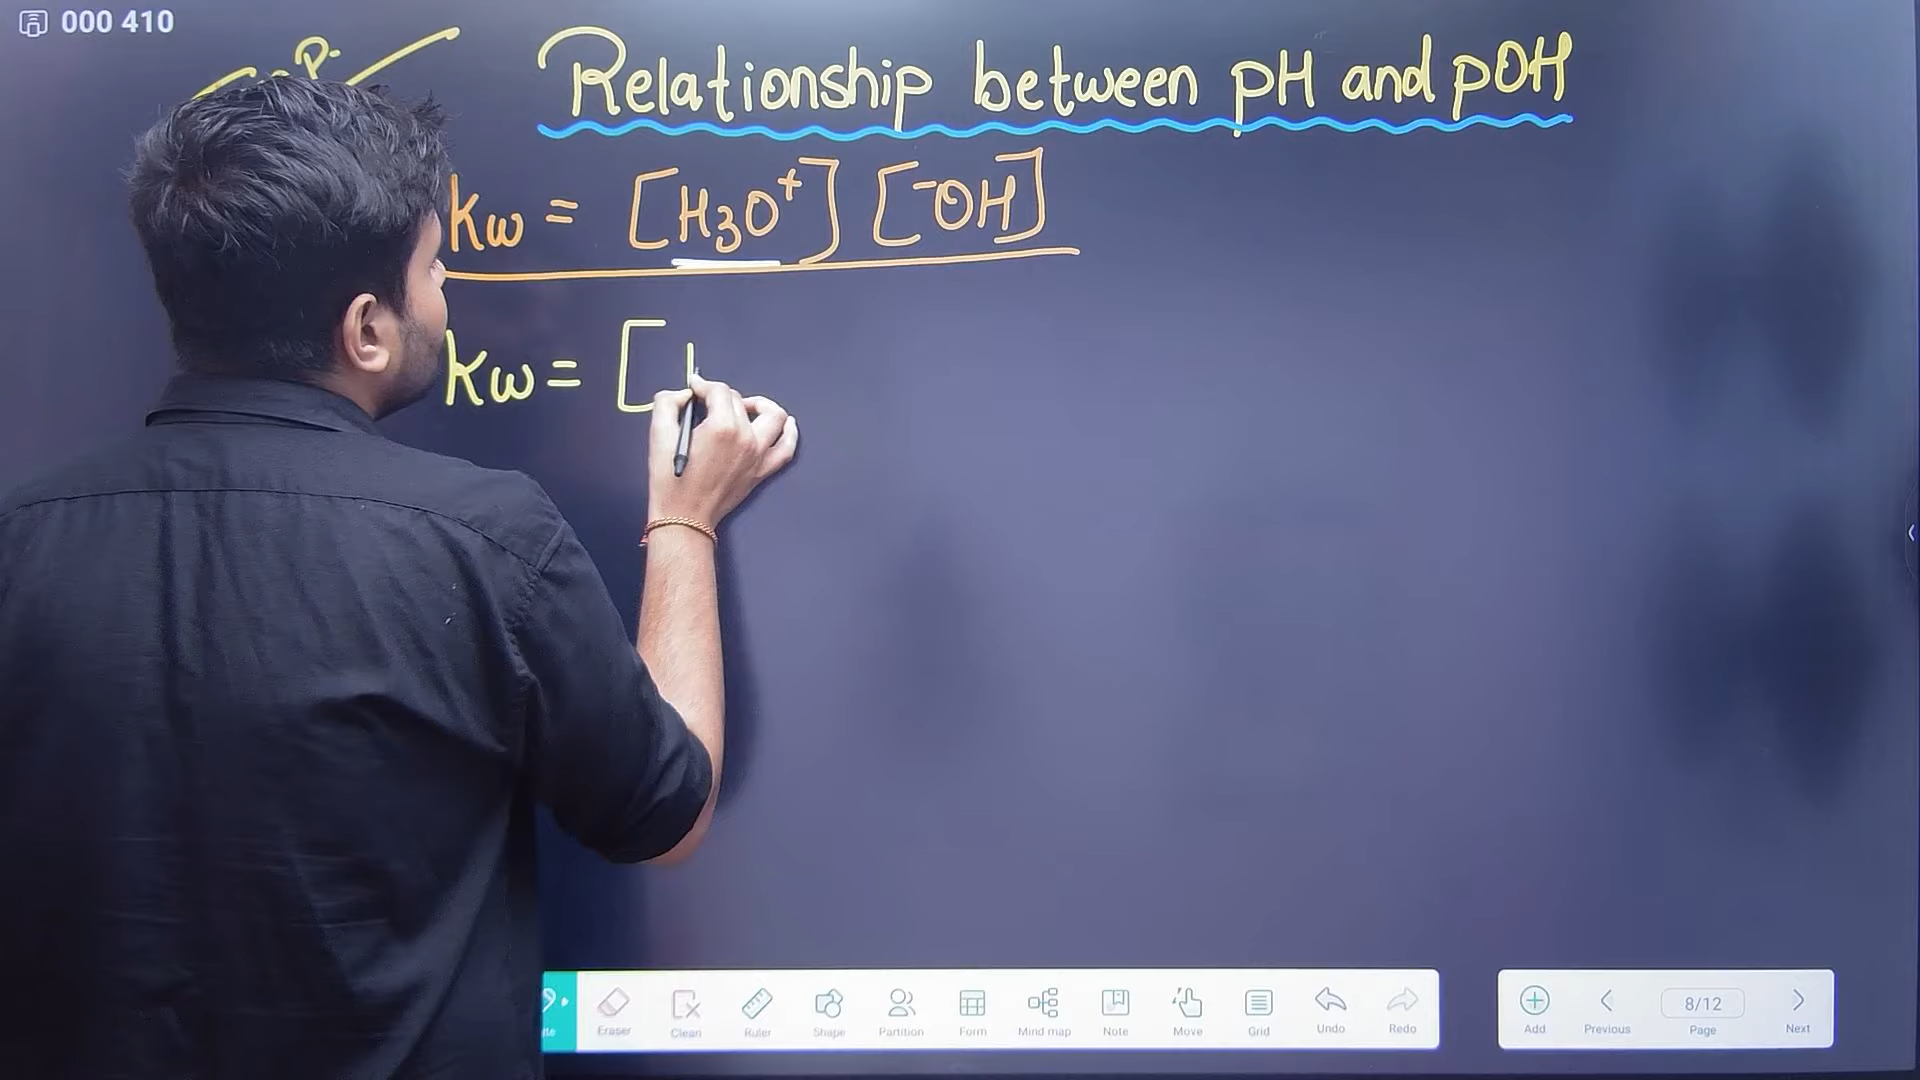 000 410
Relationship between pH and pOH
Kw = [H3O⁺] [⁻OH]
Kw = [
Eraser Clean Ruler Shape Partition Form Mind map Note Move Grid Undo Redo
Add Previous 8/12 Page Next